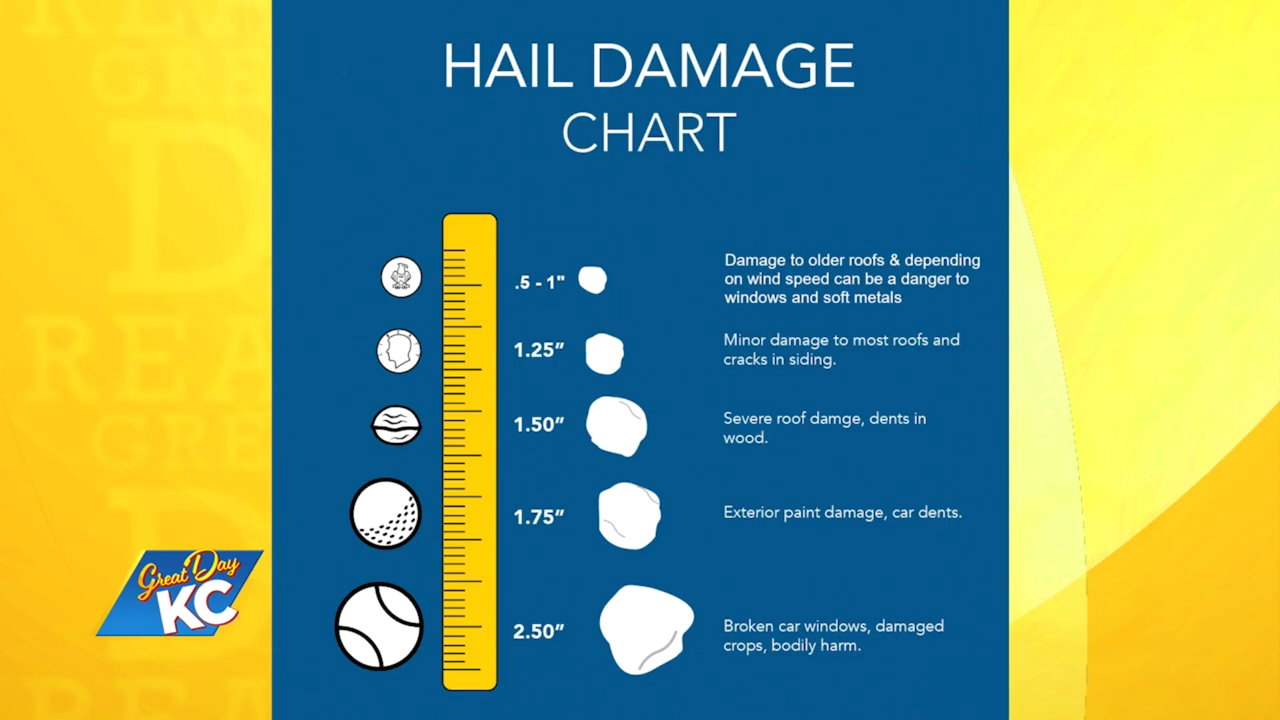 HAIL DAMAGE
CHART
.5 - 1"
Damage to older roofs & depending
on wind speed can be a danger to
windows and soft metals
1.25”
Minor damage to most roofs and
cracks in siding.
1.50”
Severe roof damge, dents in
wood.
1.75”
Exterior paint damage, car dents.
2.50”
Broken car windows, damaged
crops, bodily harm.
Great Day
KC
GRE
D
REA
GRE
D